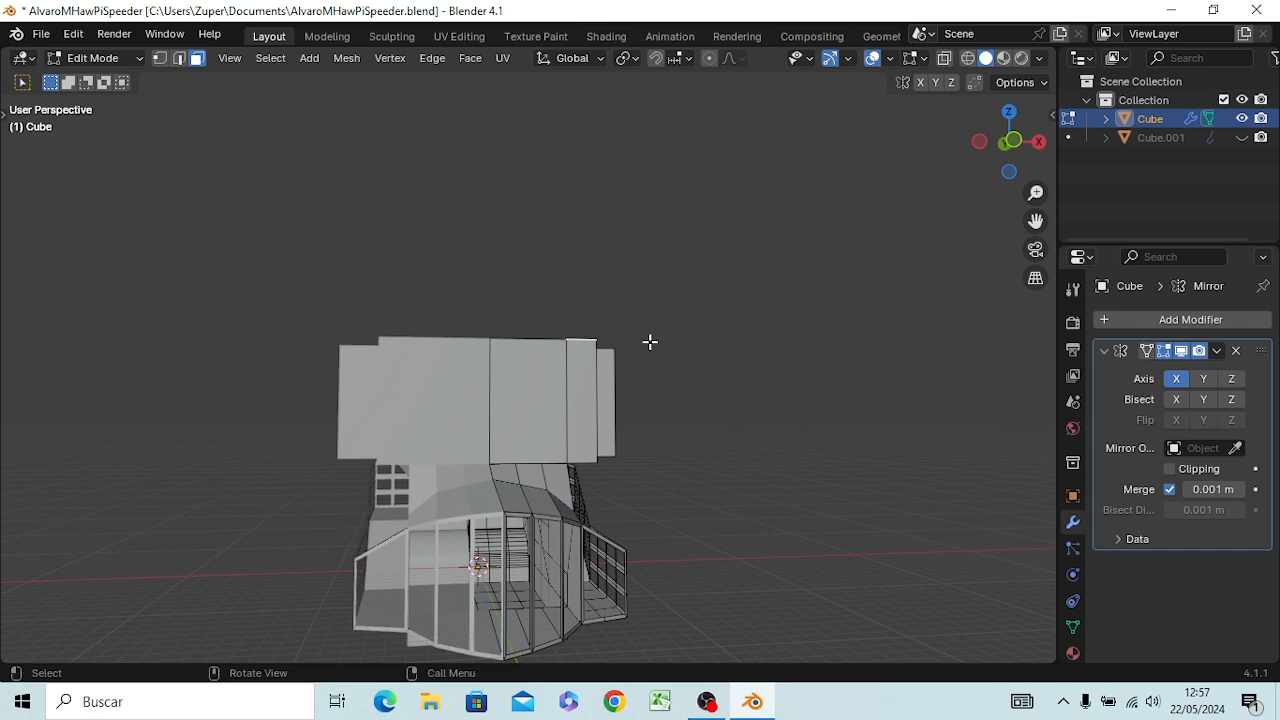 * AlvaroMHawPiSpeeder [C:\Users\Zuper\Documents\AlvaroMHawPiSpeeder.blend] - Blender 4.1
File Edit Render Window Help Layout Modeling Sculpting UV Editing Texture Paint Shading Animation Rendering Compositing Geomet Scene ViewLayer
Edit Mode View Select Add Mesh Vertex Edge Face UV Global Search
X Y Z Options
User Perspective
(1) Cube
Z
X
Y
Scene Collection
Collection
Cube
Cube.001
Search
Cube > Mirror
+ Add Modifier
Axis X Y Z
Bisect X Y Z
Flip X Y Z
Mirror O... Object
Clipping
Merge 0.001 m
Bisect Di... 0.001 m
Data
Select Rotate View Call Menu 4.1.1
Buscar
12:57
22/05/2024
1